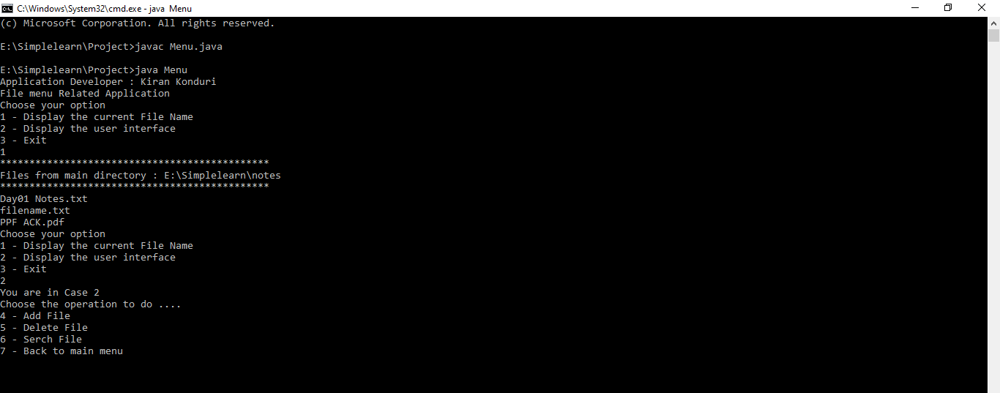 C:\Windows\System32\cmd.exe - java  Menu
(c) Microsoft Corporation. All rights reserved.
E:\Simplelearn\Project>javac Menu.java
E:\Simplelearn\Project>java Menu
Application Developer : Kiran Konduri
File menu Related Application
Choose your option
1 - Display the current File Name
2 - Display the user interface
3 - Exit
1
**********************************************
Files from main directory : E:\Simplelearn\notes
**********************************************
Day01 Notes.txt
filename.txt
PPF ACK.pdf
Choose your option
1 - Display the current File Name
2 - Display the user interface
3 - Exit
2
You are in Case 2
Choose the operation to do ....
4 - Add File
5 - Delete File
6 - Serch File
7 - Back to main menu